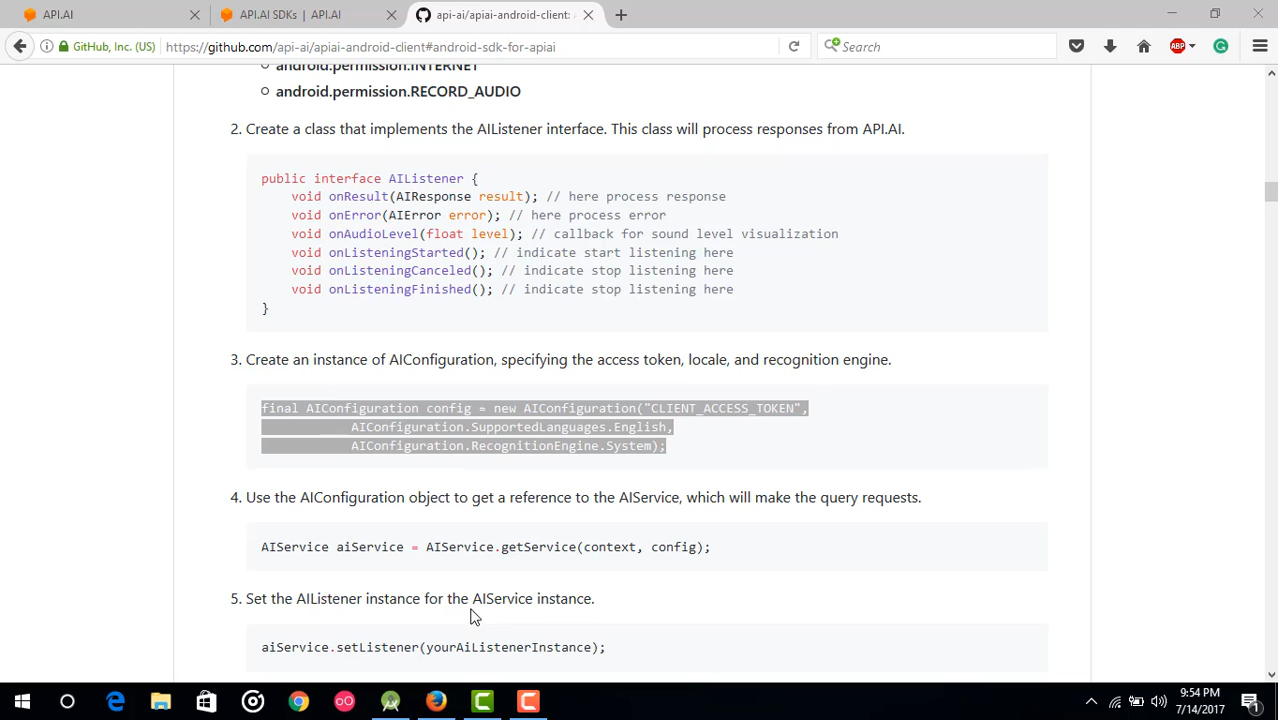 API.AI
API.AI SDKs | API.AI
api-ai/apiai-android-client:
GitHub, Inc. (US)
https://github.com/api-ai/apiai-android-client#android-sdk-for-apiai
Search
ABP
android.permission.INTERNET
android.permission.RECORD_AUDIO
2. Create a class that implements the AIListener interface. This class will process responses from API.AI.
public interface AIListener {
void onResult(AIResponse result); // here process response
void onError(AIError error); // here process error
void onAudioLevel(float level); // callback for sound level visualization
void onListeningStarted(); // indicate start listening here
void onListeningCanceled(); // indicate stop listening here
void onListeningFinished(); // indicate stop listening here
}
3. Create an instance of AIConfiguration, specifying the access token, locale, and recognition engine.
final AIConfiguration config = new AIConfiguration("CLIENT_ACCESS_TOKEN",
AIConfiguration.SupportedLanguages.English,
AIConfiguration.RecognitionEngine.System);
4. Use the AIConfiguration object to get a reference to the AIService, which will make the query requests.
AIService aiService = AIService.getService(context, config);
5. Set the AIListener instance for the AIService instance.
aiService.setListener(yourAiListenerInstance);
9:54 PM
7/14/2017